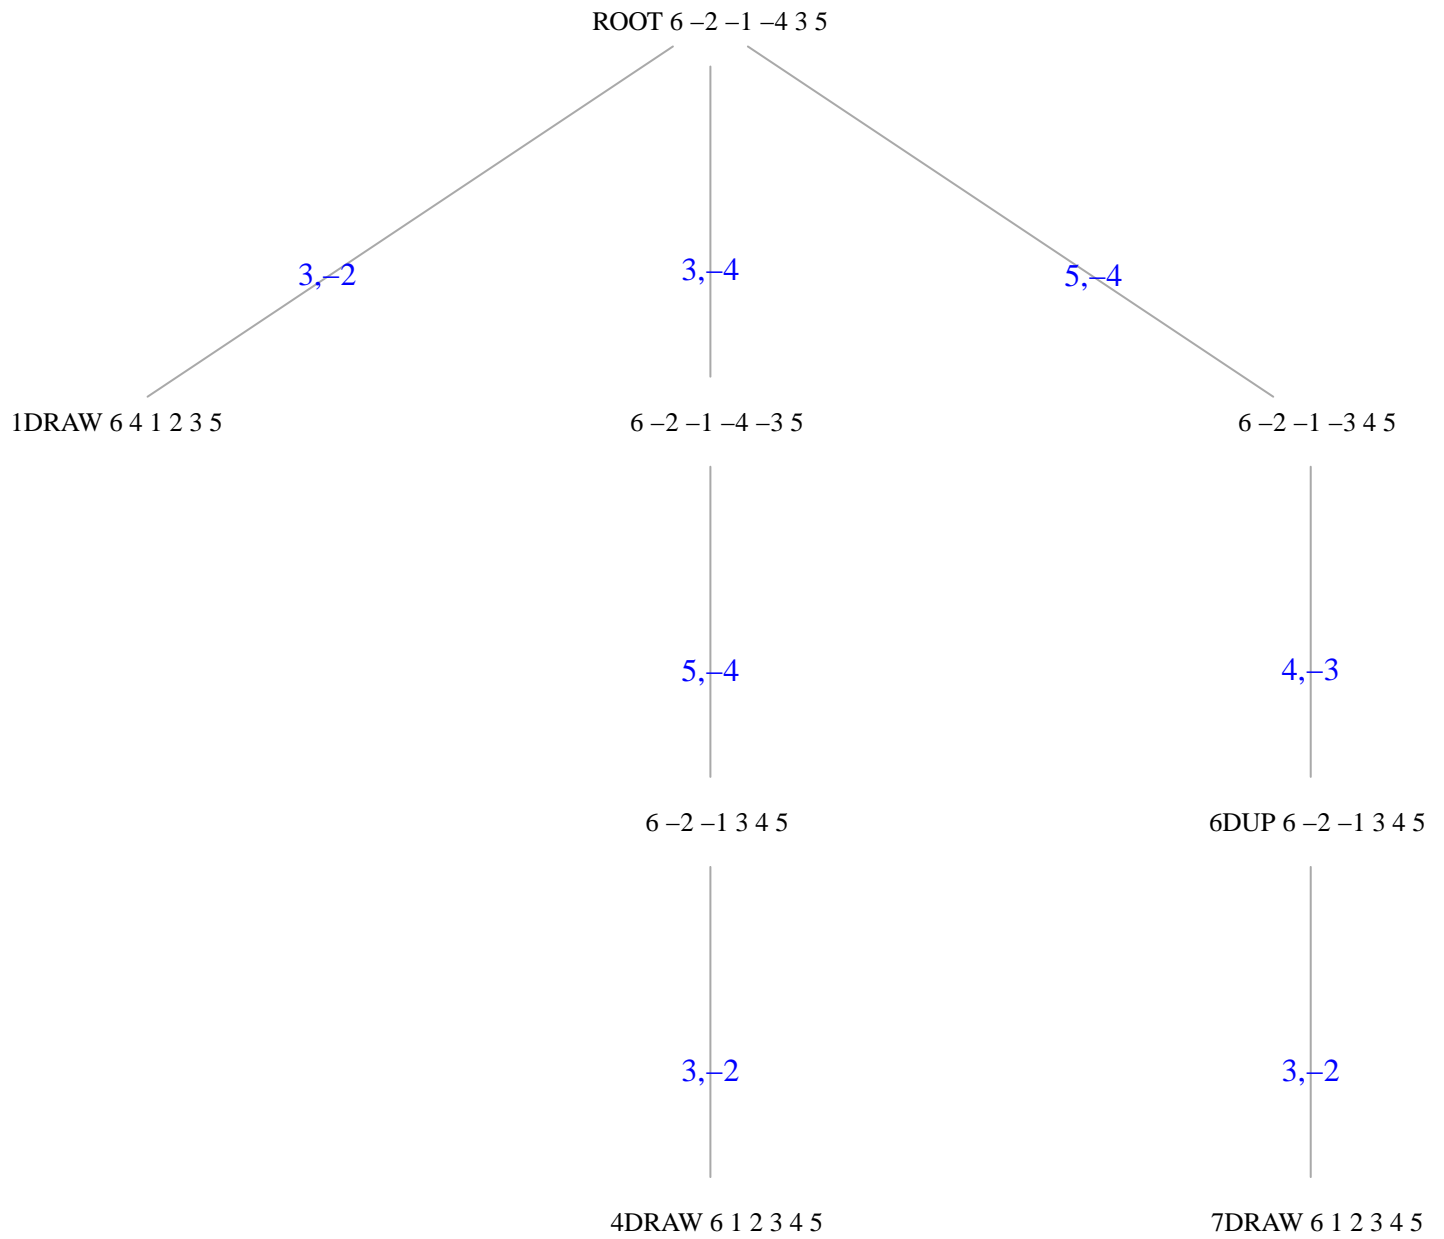 ROOT 6 –2 –1 –4 3 5
3,–2
3,–4
5,–4
1DRAW 6 4 1 2 3 5
6 –2 –1 –4 –3 5
6 –2 –1 –3 4 5
5,–4
4,–3
6 –2 –1 3 4 5
6DUP 6 –2 –1 3 4 5
3,–2
3,–2
4DRAW 6 1 2 3 4 5
7DRAW 6 1 2 3 4 5